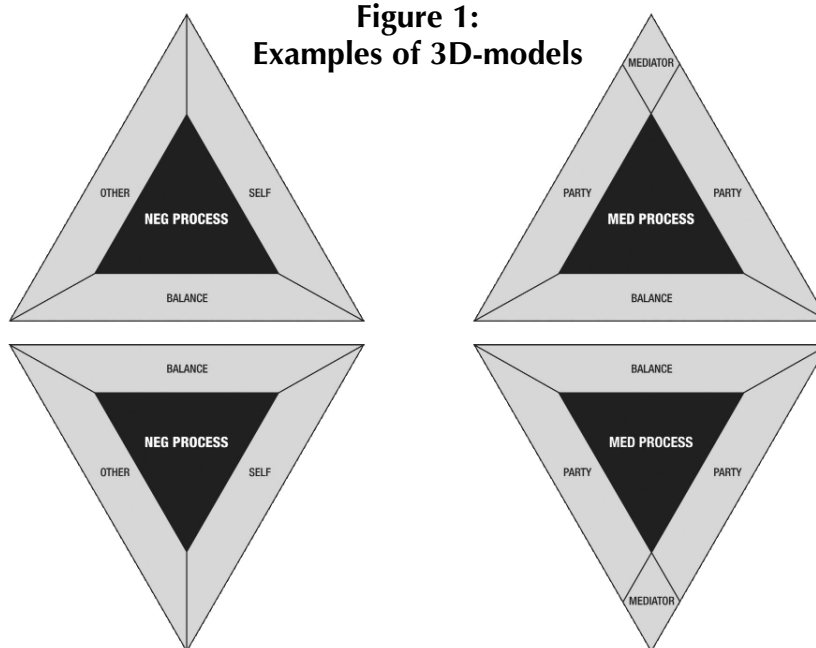 Figure 1:
Examples of 3D-models
OTHER
SELF
NEG PROCESS
BALANCE
MEDIATOR
PARTY
PARTY
MED PROCESS
BALANCE
BALANCE
NEG PROCESS
OTHER
SELF
BALANCE
MED PROCESS
PARTY
PARTY
MEDIATOR